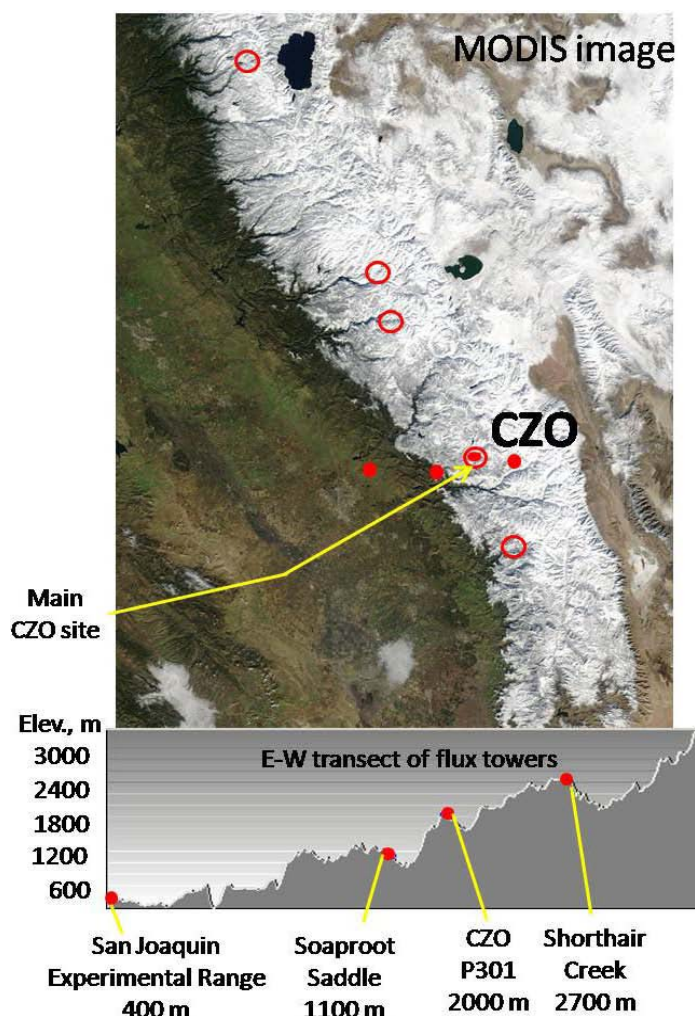 MODIS image
CZO
Main
CZO site
Elev., m
E-W transect of flux towers
3000
2400
1800
1200
600
San Joaquin
Experimental Range
400 m
Soaproot
Saddle
1100 m
CZO
P301
2000 m
Shorthair
Creek
2700 m